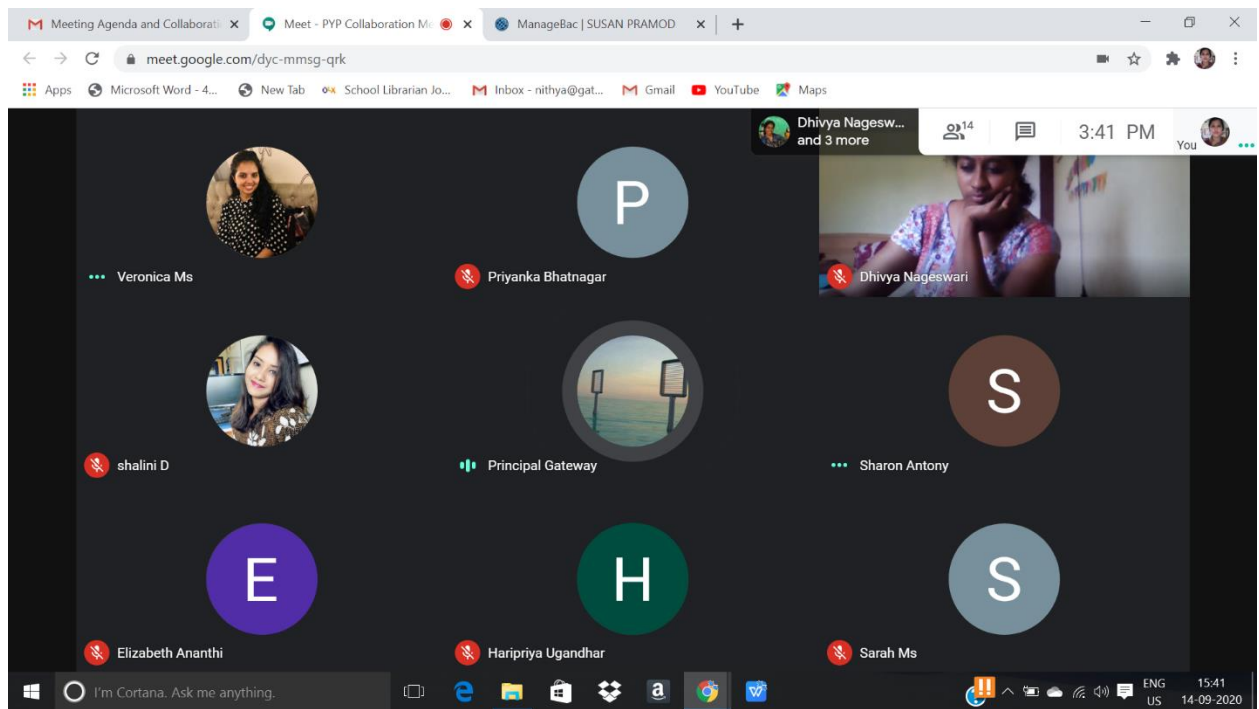 Meeting Agenda and Collaborati
Meet - PYP Collaboration Me
ManageBac | SUSAN PRAMOD
meet.google.com/dyc-mmsg-qrk
Apps
Microsoft Word - 4...
New Tab
OLX
School Librarian Jo...
Inbox - nithya@gat...
Gmail
YouTube
Maps
Dhivya Nagesw...
and 3 more
14
3:41 PM
You
P
Veronica Ms
Priyanka Bhatnagar
Dhivya Nageswari
S
shalini D
Principal Gateway
Sharon Antony
E
H
S
Elizabeth Ananthi
Haripriya Ugandhar
Sarah Ms
I'm Cortana. Ask me anything.
a
W
ENG
US
15:41
14-09-2020